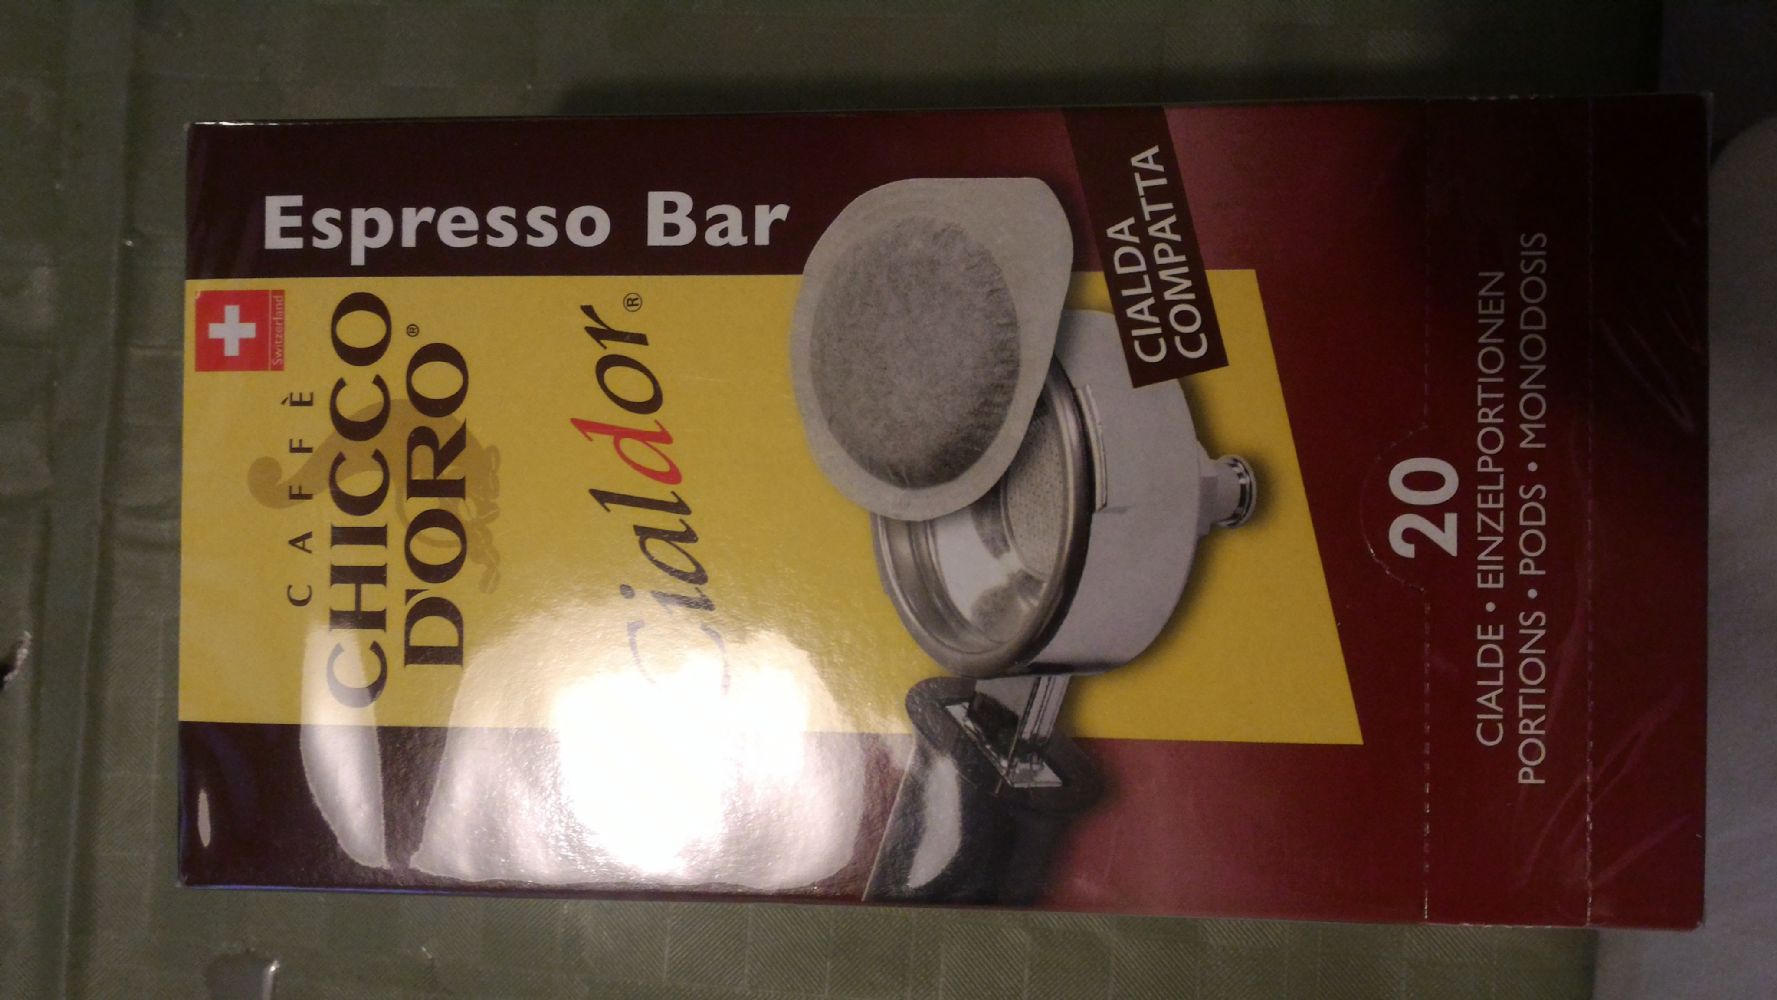 Espresso Bar
Switzerland
CAFFÈ
CHICCO
D'ORO®
Cialdor®
CIALDA
COMPATTA
20
CIALDE • EINZELPORTIONEN
PORTIONS • PODS • MONODOSIS